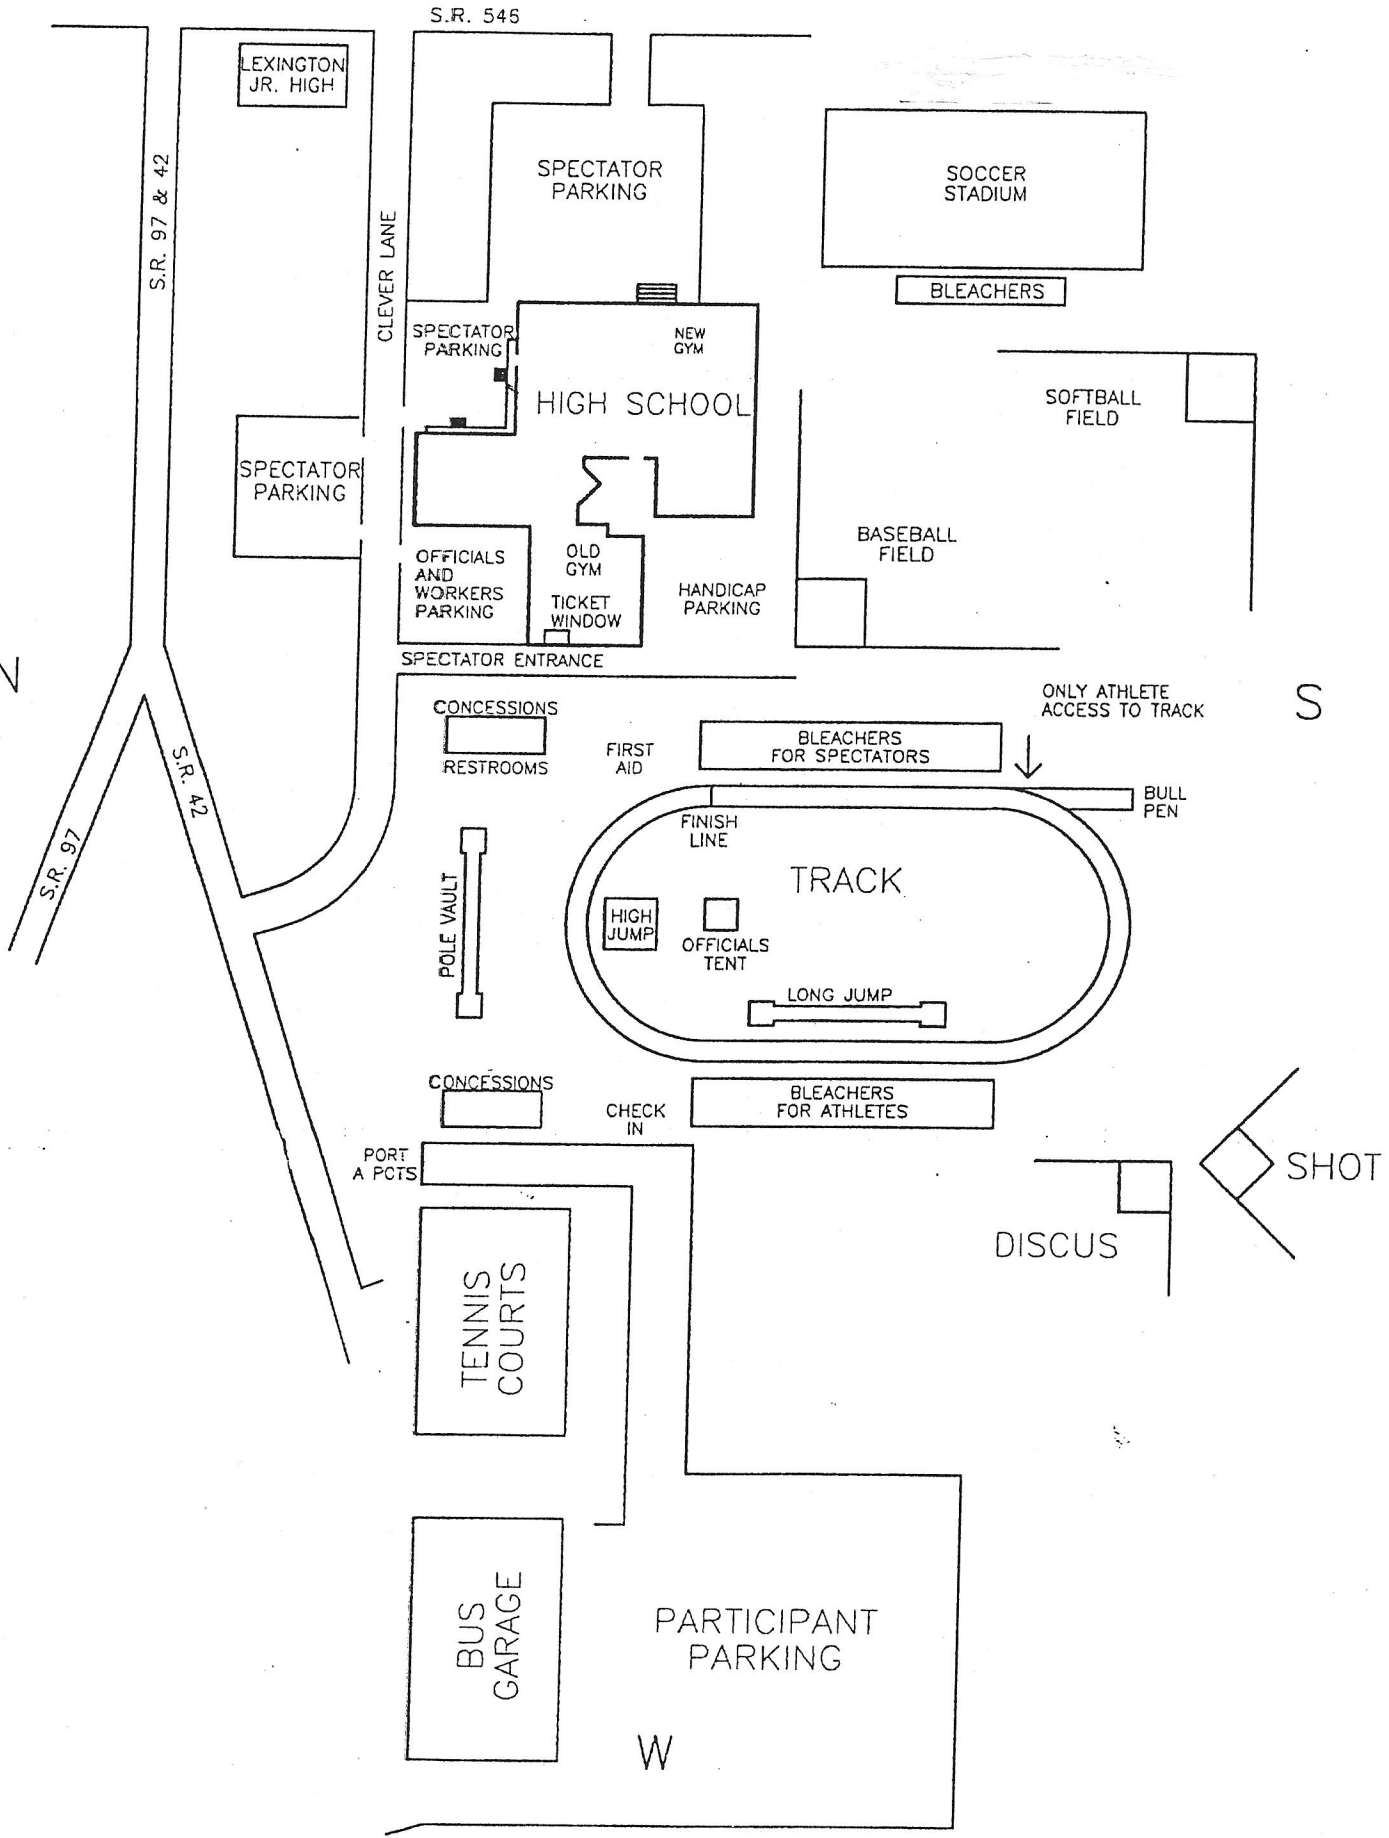 S.R. 546
LEXINGTON
JR. HIGH
S.R. 97 & 42
CLEVER LANE
SPECTATOR
PARKING
SOCCER
STADIUM
BLEACHERS
SPECTATOR
PARKING
NEW
GYM
HIGH SCHOOL
SOFTBALL
FIELD
SPECTATOR
PARKING
BASEBALL
FIELD
OFFICIALS
AND
WORKERS
PARKING
OLD
GYM
TICKET
WINDOW
HANDICAP
PARKING
SPECTATOR ENTRANCE
N
S
ONLY ATHLETE
ACCESS TO TRACK
CONCESSIONS
RESTROOMS
FIRST
AID
BLEACHERS
FOR SPECTATORS
BULL
PEN
S.R. 42
S.R. 97
FINISH
LINE
TRACK
POLE VAULT
HIGH
JUMP
OFFICIALS
TENT
LONG JUMP
CONCESSIONS
CHECK
IN
BLEACHERS
FOR ATHLETES
PORT
A POTS
SHOT
DISCUS
TENNIS
COURTS
BUS
GARAGE
PARTICIPANT
PARKING
W